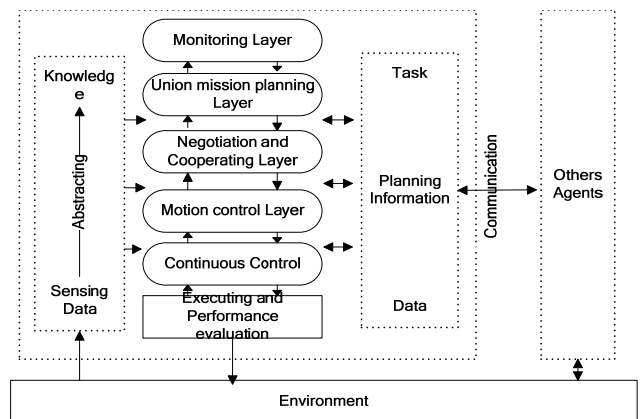 Monitoring Layer
Knowledg
e
Union mission planning
Layer
Task
Negotiation and
Cooperating Layer
Abstracting
Motion control Layer
Planning
Information
Communication
Others
Agents
Continuous Control
Sensing
Data
Executing and
Performance
evaluation
Data
Environment